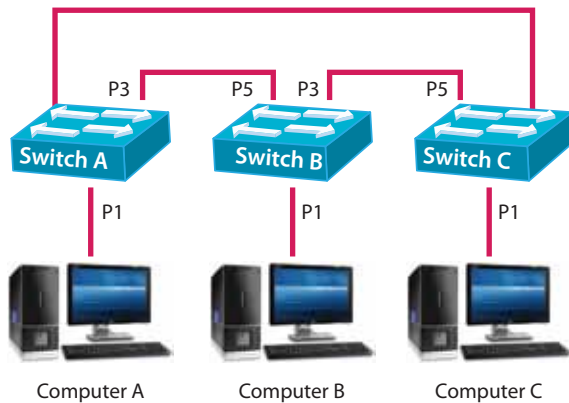 P3 P5 P3 P5
Switch A Switch B Switch C
P1 P1 P1
Computer A Computer B Computer C